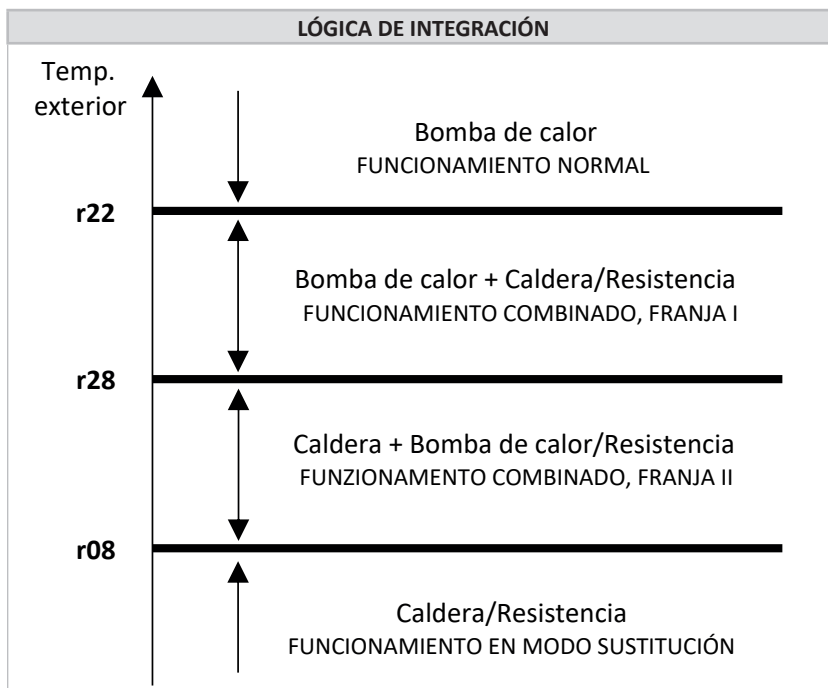 LÓGICA DE INTEGRACIÓN
Temp.
exterior
Bomba de calor
FUNCIONAMIENTO NORMAL
r22
Bomba de calor + Caldera/Resistencia
FUNCIONAMIENTO COMBINADO, FRANJA I
r28
Caldera + Bomba de calor/Resistencia
FUNZIONAMENTO COMBINADO, FRANJA II
r08
Caldera/Resistencia
FUNCIONAMIENTO EN MODO SUSTITUCIÓN